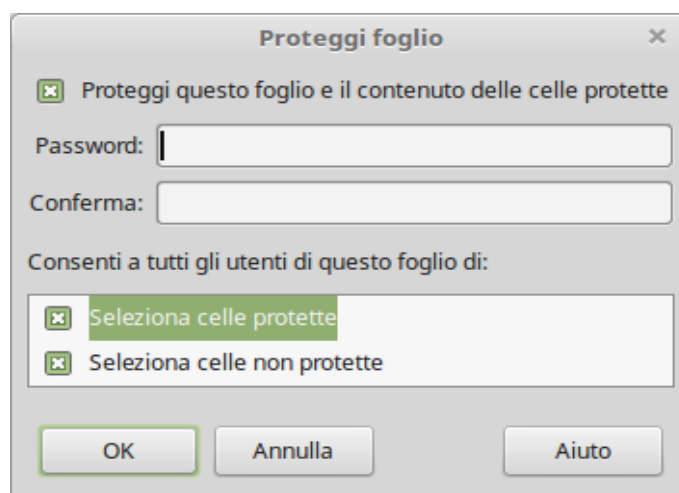 Proteggi foglio
Proteggi questo foglio e il contenuto delle celle protette
Password:
Conferma:
Consenti a tutti gli utenti di questo foglio di:
Seleziona celle protette
Seleziona celle non protette
OK Annulla Aiuto